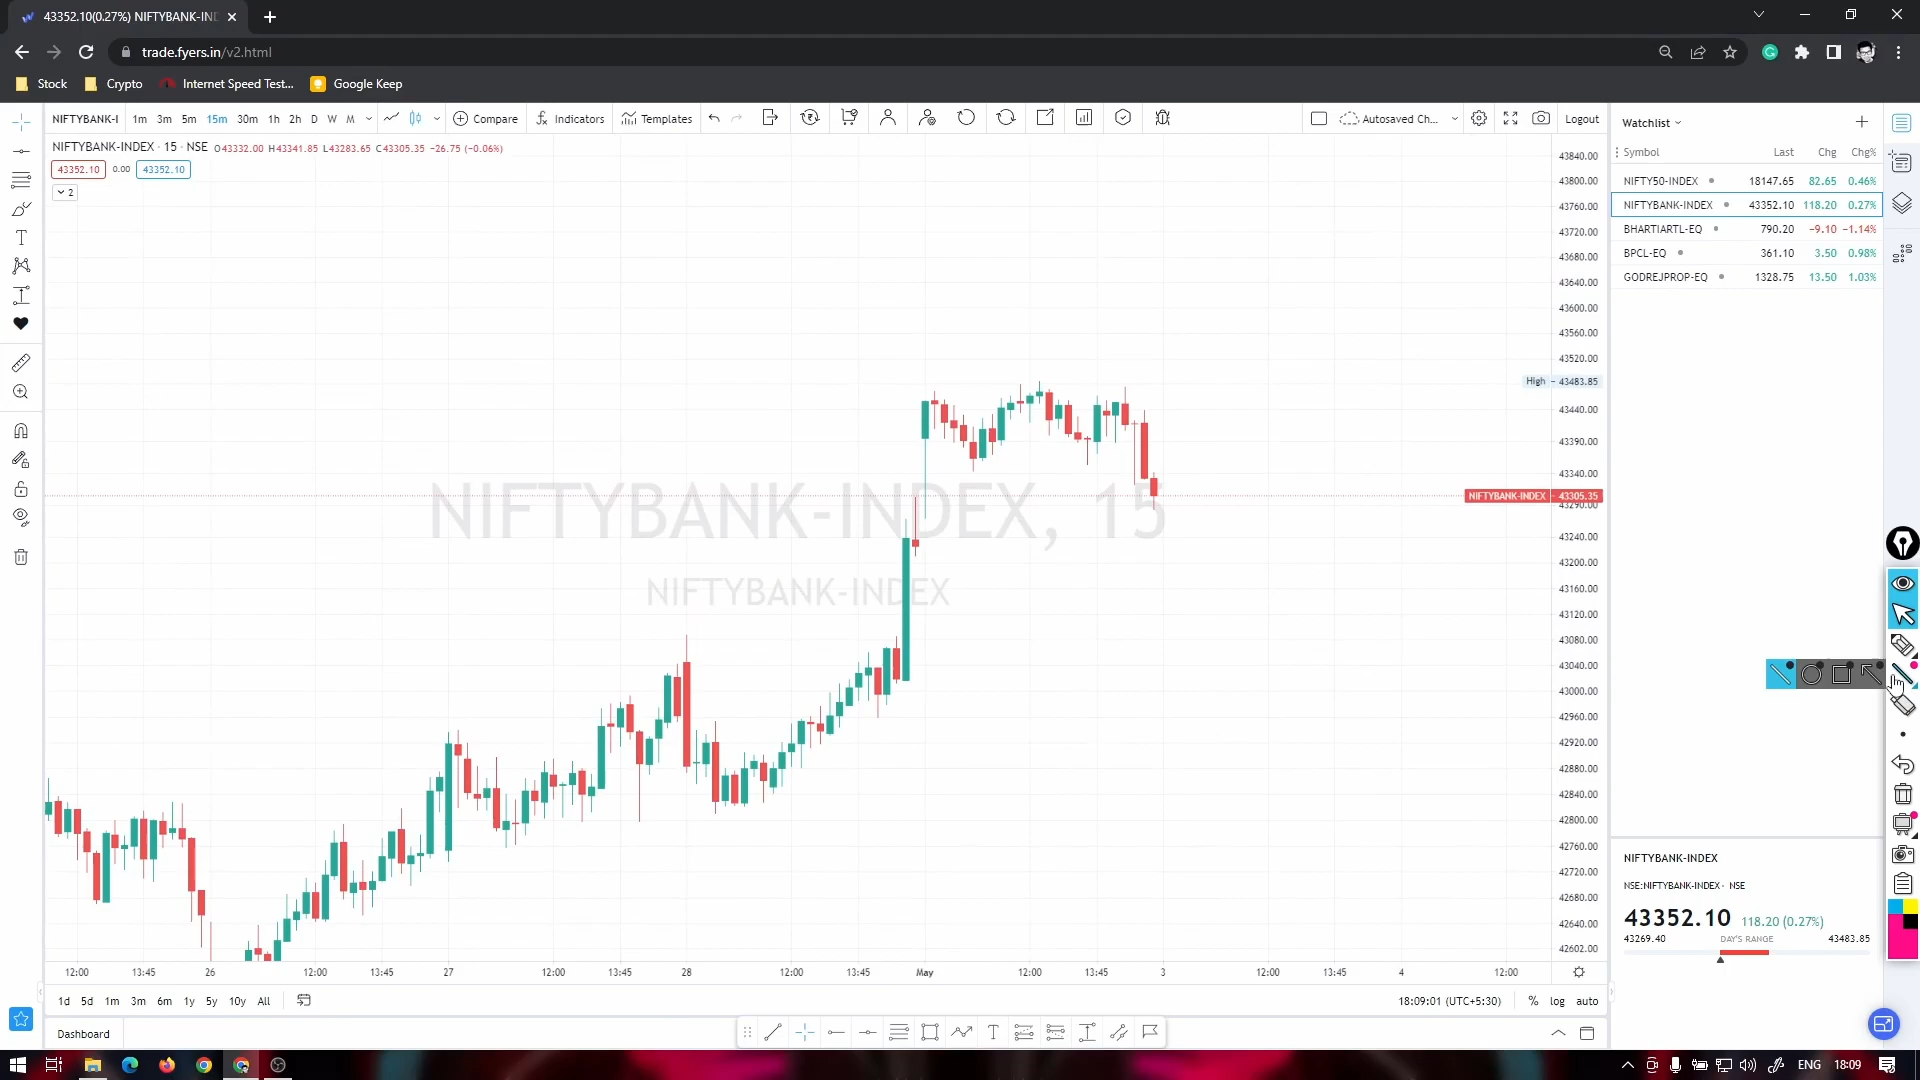 43352.10(0.27%) NIFTYBANK-IND
trade.fyers.in/v2.html
Stock Crypto Internet Speed Test... Google Keep
NIFTYBANK-I 1m 3m 5m 15m 30m 1h 2h D W M Compare Indicators Templates Autosaved Ch... Logout
NIFTYBANK-INDEX · 15 · NSE O43332.00 H43341.85 L43283.65 C43305.35 -26.75 (-0.06%)
43352.10 0.00 43352.10
2
NIFTYBANK-INDEX, 15
NIFTYBANK-INDEX
43840.00
43800.00
43760.00
43720.00
43680.00
43640.00
43600.00
43560.00
43520.00
High 43483.85
43440.00
43390.00
43340.00
NIFTYBANK-INDEX 43305.35
43290.00
43240.00
43200.00
43160.00
43120.00
43080.00
43040.00
43000.00
42960.00
42920.00
42880.00
42840.00
42800.00
42760.00
42720.00
42680.00
42640.00
42602.00
12:00 13:45 26 12:00 13:45 27 12:00 13:45 28 12:00 13:45 May 12:00 13:45 3 12:00 13:45 4 12:00
1d 5d 1m 3m 6m 1y 5y 10y All 18:09:01 (UTC+5:30) % log auto
Dashboard
Watchlist
Symbol Last Chg Chg%
NIFTY50-INDEX 18147.65 82.65 0.46%
NIFTYBANK-INDEX 43352.10 118.20 0.27%
BHARTIARTL-EQ 790.20 -9.10 -1.14%
BPCL-EQ 361.10 3.50 0.98%
GODREJPROP-EQ 1328.75 13.50 1.03%
NIFTYBANK-INDEX
NSE:NIFTYBANK-INDEX · NSE
43352.10 118.20 (0.27%)
43269.40 DAY'S RANGE 43483.85
ENG 18:09